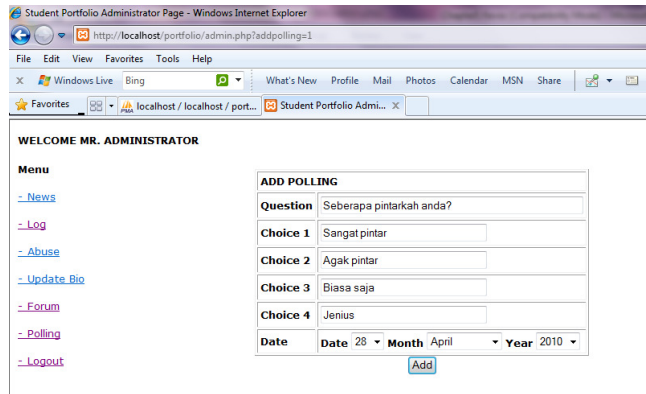 Student Portfolio Administrator Page - Windows Internet Explorer
http://localhost/portfolio/admin.php?addpolling=1
File Edit View Favorites Tools Help
X Windows Live Bing What's New Profile Mail Photos Calendar MSN Share
Favorites localhost / localhost / port... Student Portfolio Admi... X
WELCOME MR. ADMINISTRATOR
Menu
- News
- Log
- Abuse
- Update Bio
- Forum
- Polling
- Logout
ADD POLLING
Question Seberapa pintarkah anda?
Choice 1 Sangat pintar
Choice 2 Agak pintar
Choice 3 Biasa saja
Choice 4 Jenius
Date Date 28 Month April Year 2010
Add